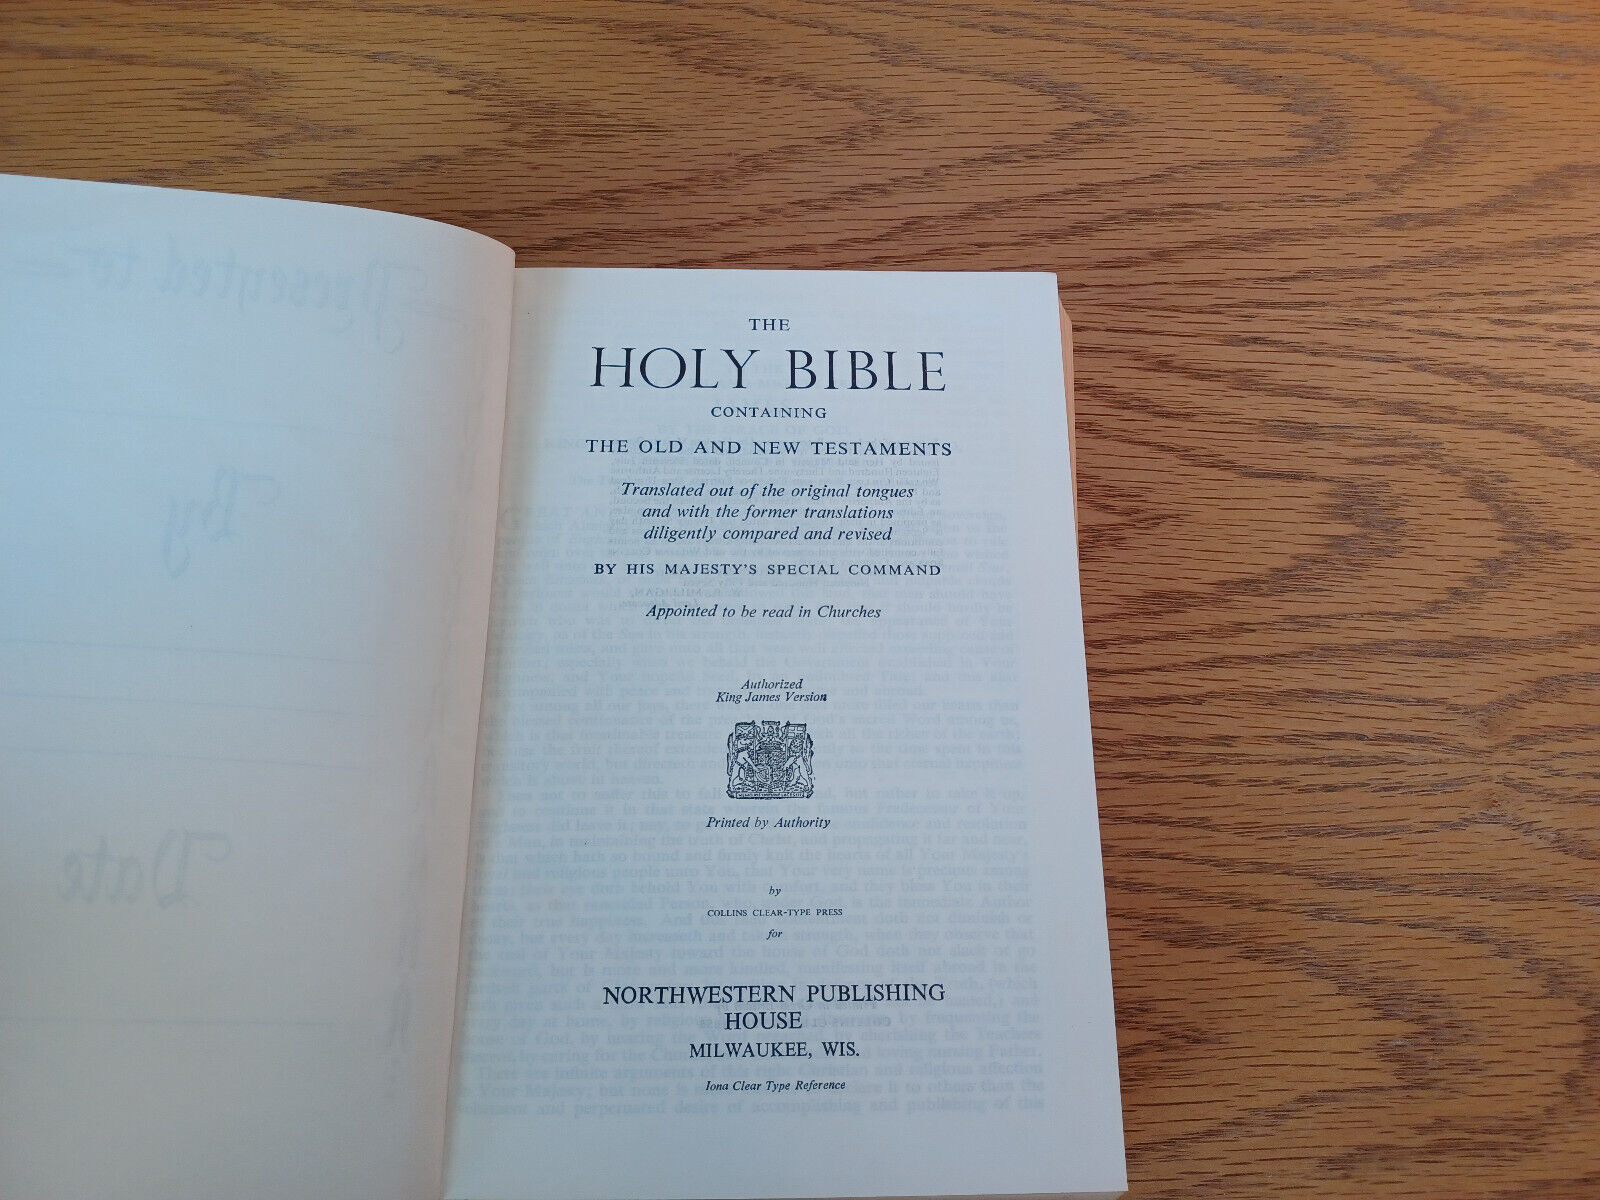 Presented to
By
Date
THE
HOLY BIBLE
CONTAINING
THE OLD AND NEW TESTAMENTS
Translated out of the original tongues
and with the former translations
diligently compared and revised
BY HIS MAJESTY'S SPECIAL COMMAND
Appointed to be read in Churches
Authorized
King James Version
Printed by Authority
by
COLLINS CLEAR-TYPE PRESS
for
NORTHWESTERN PUBLISHING
HOUSE
MILWAUKEE, WIS.
Iona Clear Type Reference